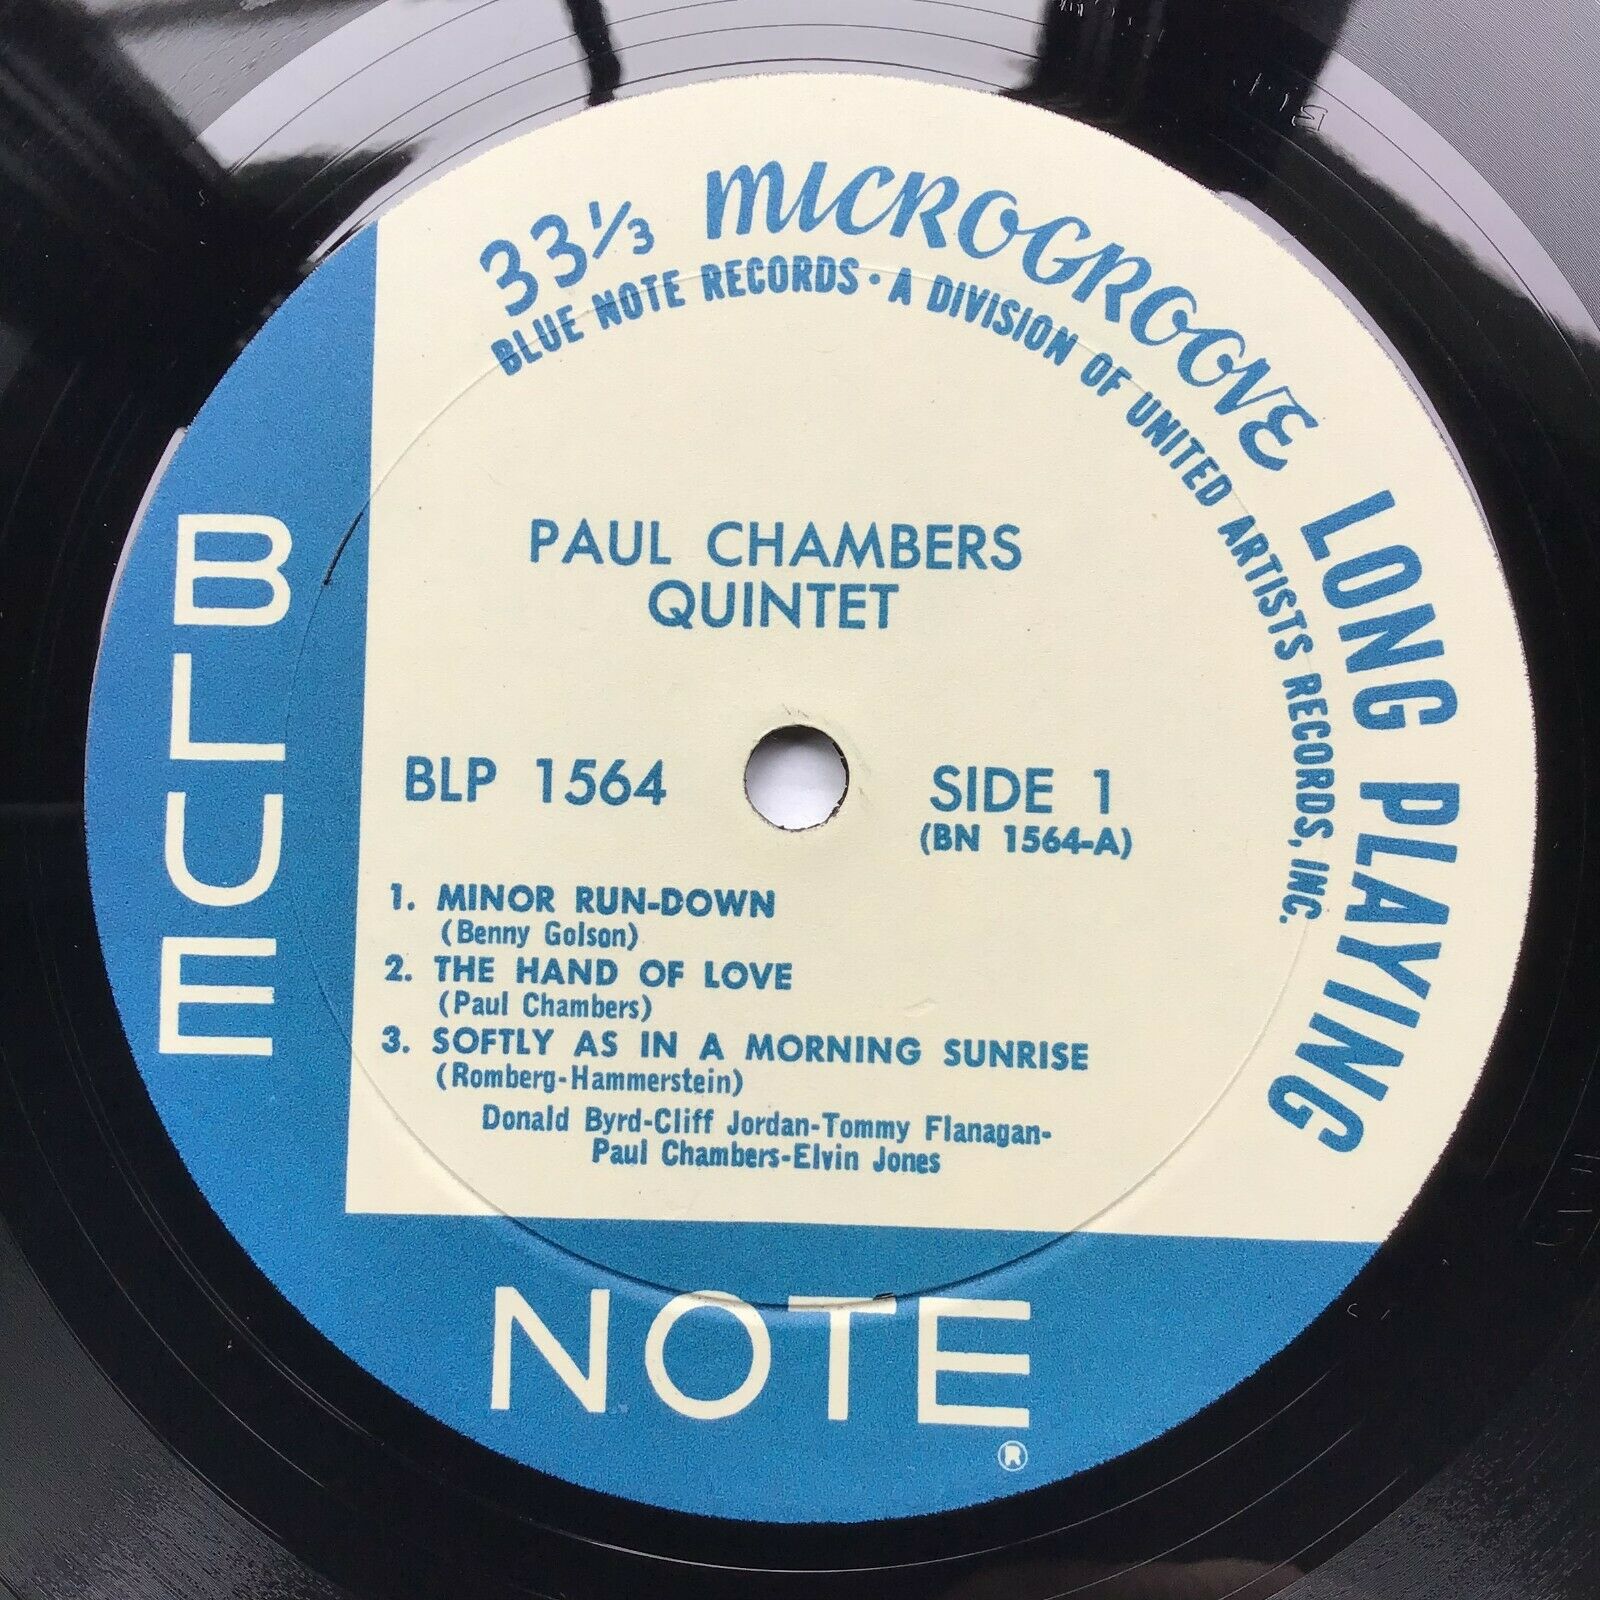 33⅓ MICROGROOVE LONG PLAYING
BLUE NOTE RECORDS • A DIVISION OF UNITED ARTISTS RECORDS, INC.
PAUL CHAMBERS
QUINTET
BLP 1564
SIDE 1
(BN 1564-A)
1. MINOR RUN-DOWN
(Benny Golson)
2. THE HAND OF LOVE
(Paul Chambers)
3. SOFTLY AS IN A MORNING SUNRISE
(Romberg-Hammerstein)
Donald Byrd-Cliff Jordan-Tommy Flanagan-
Paul Chambers-Elvin Jones
BLUE
NOTE
®